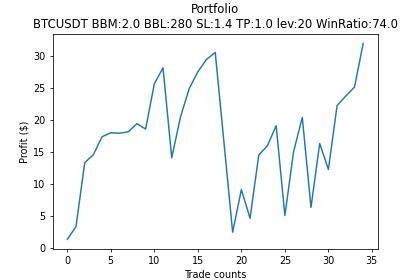 Portfolio
BTCUSDT BBM:2.0 BBL:280 SL:1.4 TP:1.0 lev:20 WinRatio:74.0
30
25
20
15
10
5
0
Profit ($)
0 5 10 15 20 25 30 35
Trade counts